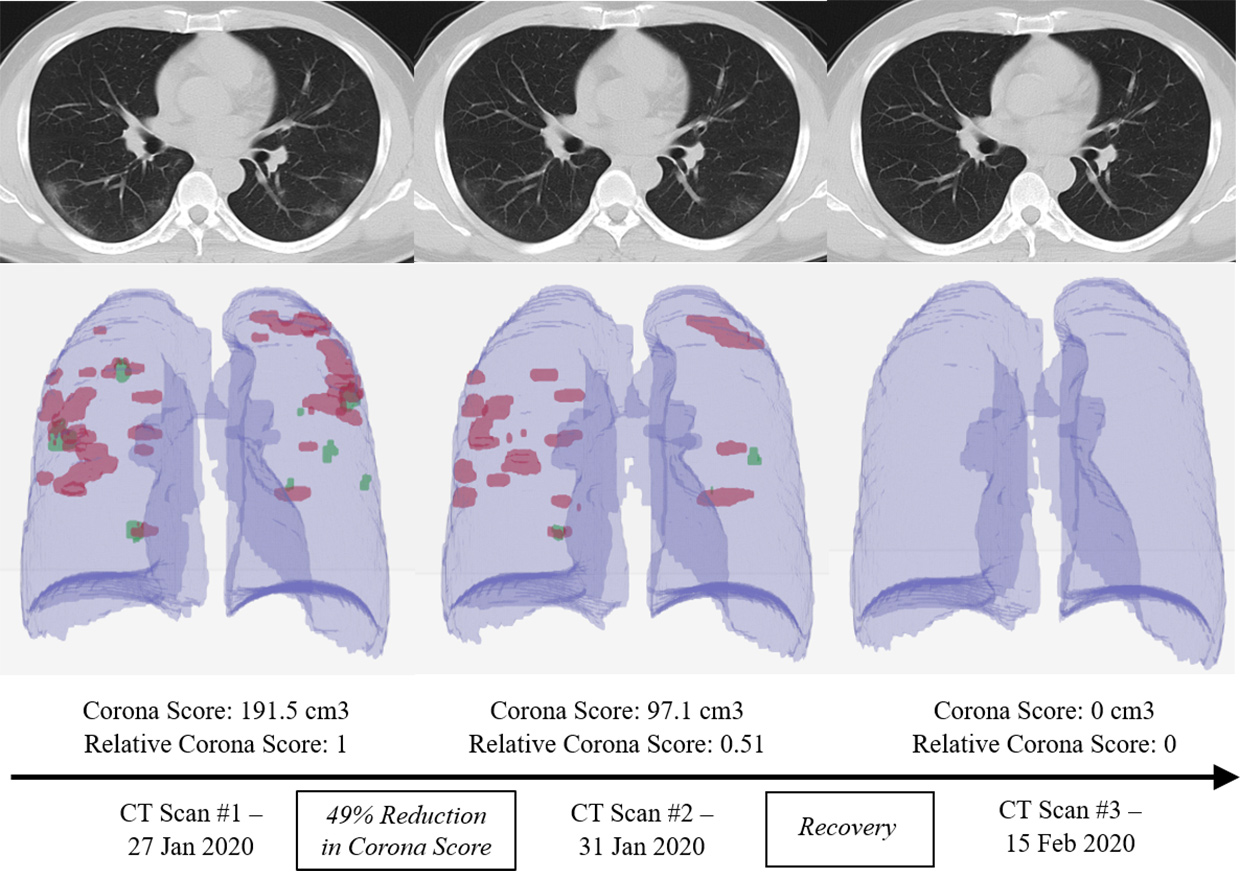 Corona Score: 191.5 cm3
Relative Corona Score: 1
Corona Score: 97.1 cm3
Relative Corona Score: 0.51
Corona Score: 0 cm3
Relative Corona Score: 0
CT Scan #1 –
27 Jan 2020
49% Reduction
in Corona Score
CT Scan #2 –
31 Jan 2020
Recovery
CT Scan #3 –
15 Feb 2020